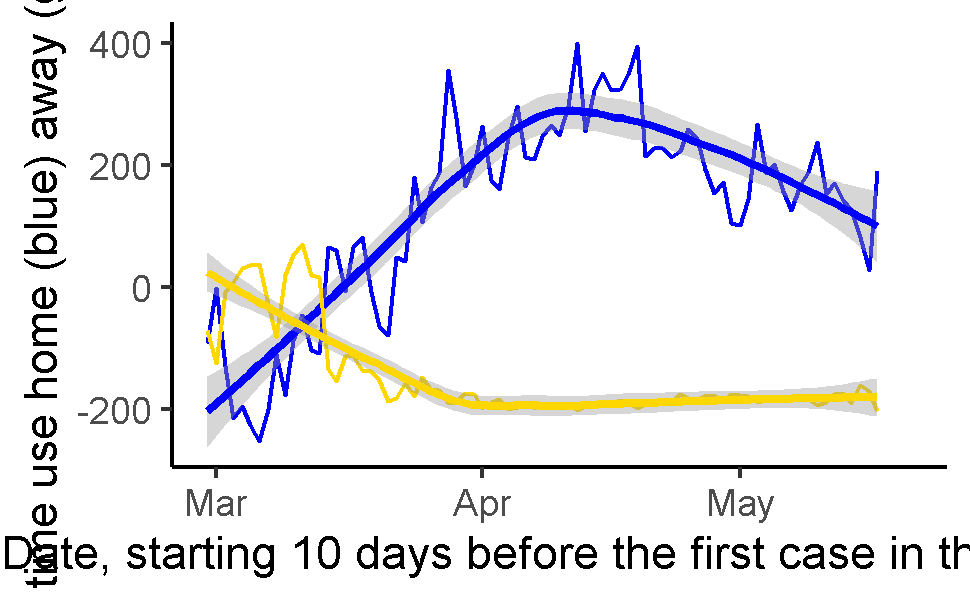 time use home (blue) away (
400
200
0
-200
Mar Apr May
Date, starting 10 days before the first case in th